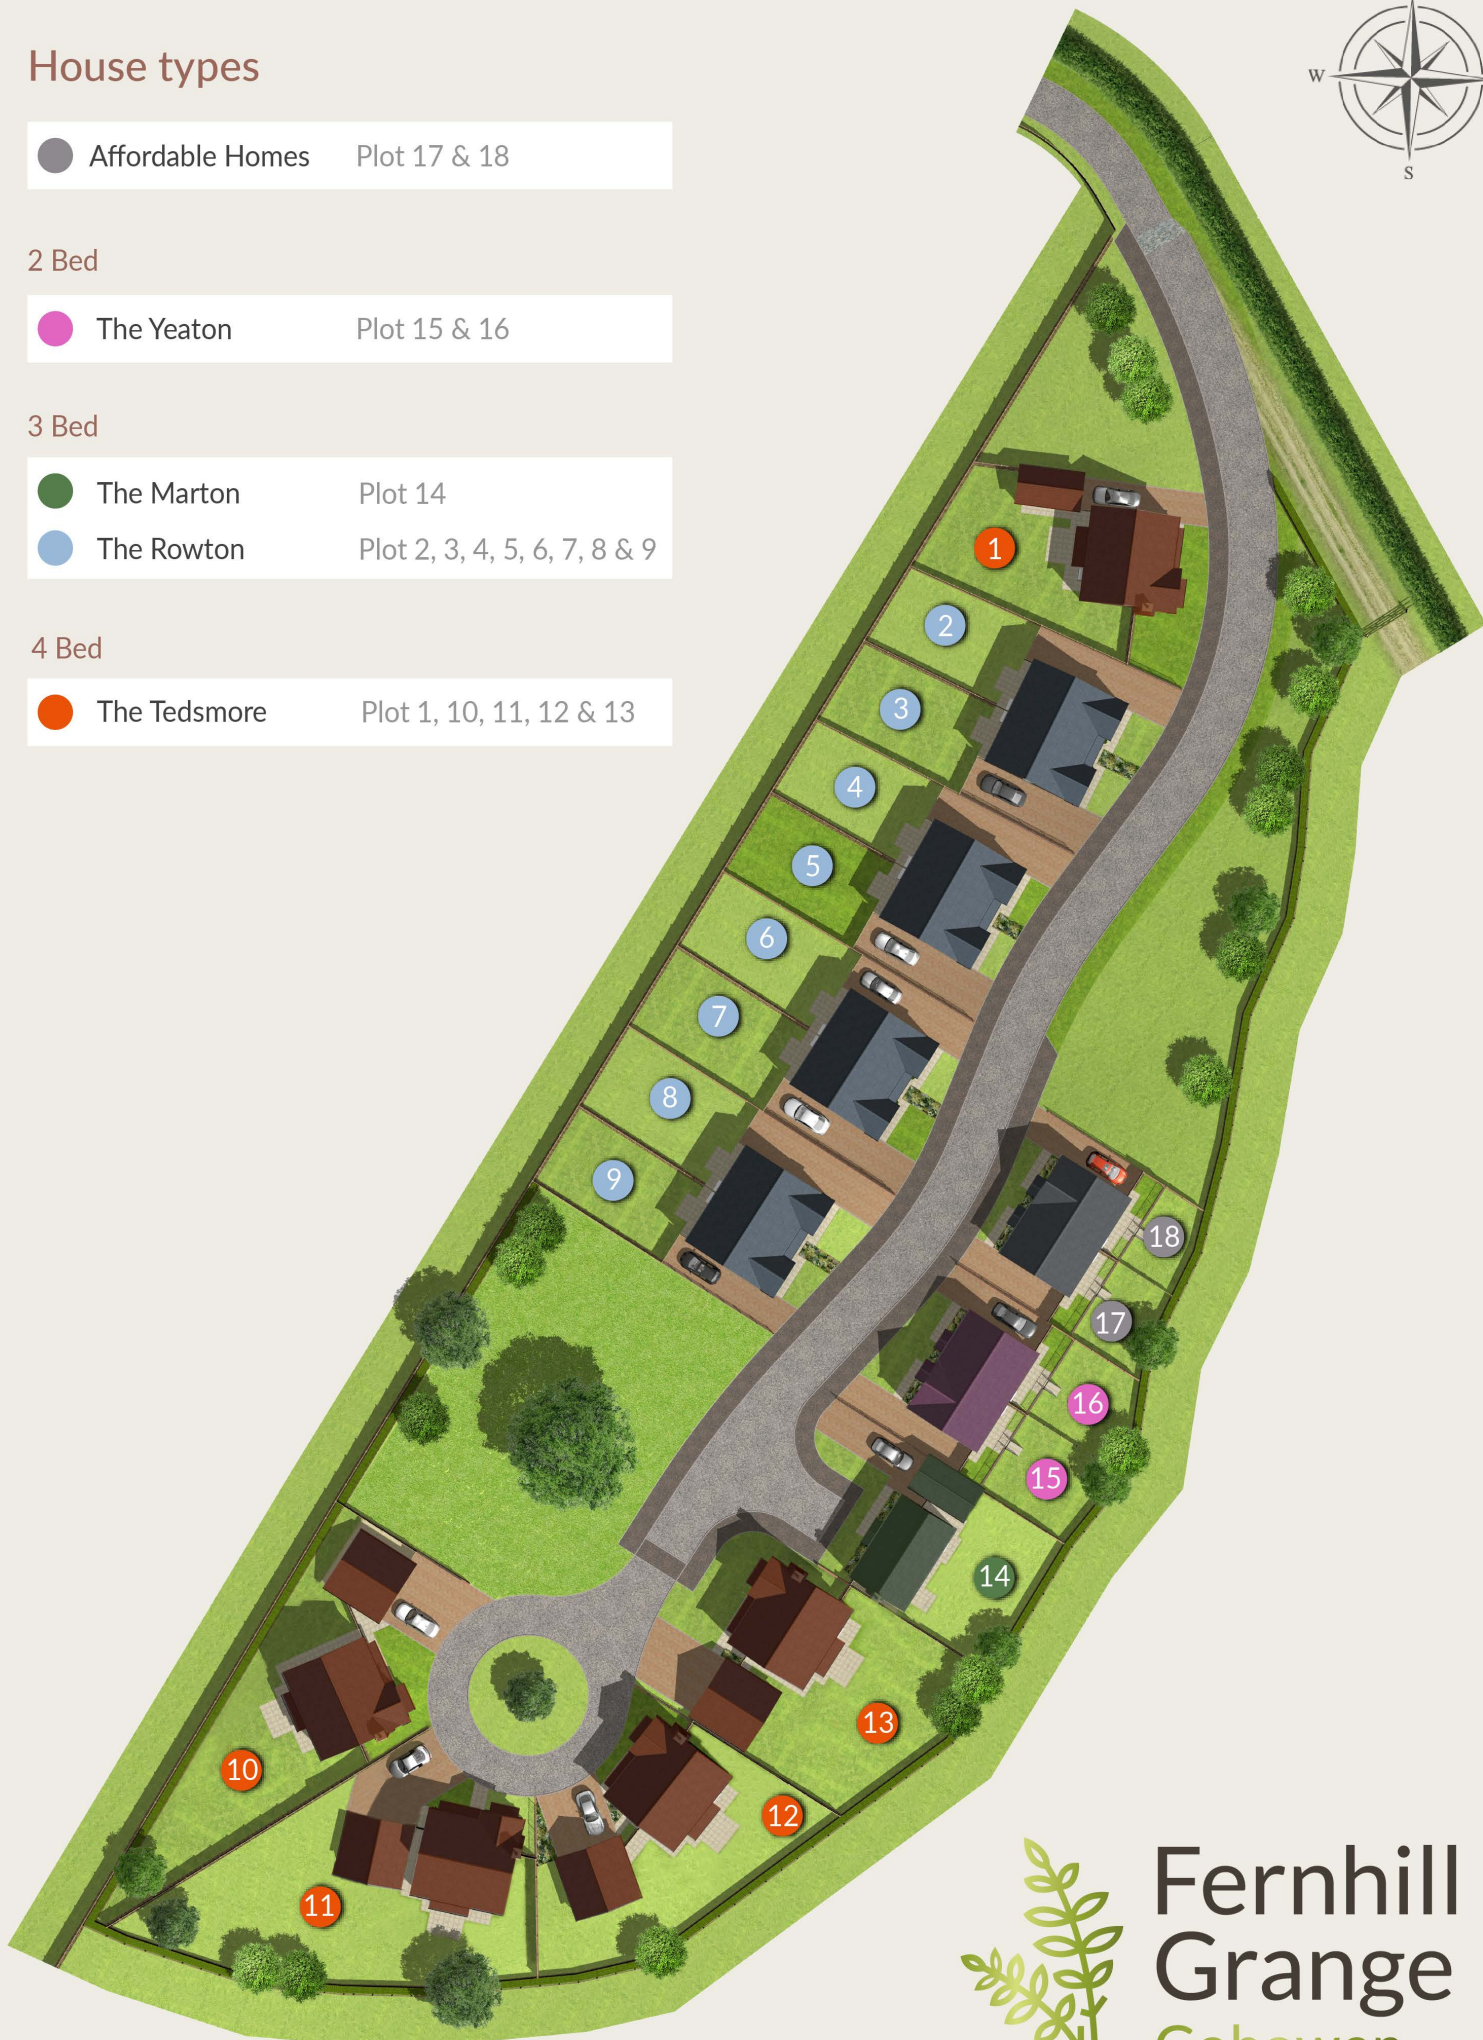 House types
Affordable Homes Plot 17 & 18
2 Bed
The Yeaton Plot 15 & 16
3 Bed
The Marton Plot 14
The Rowton Plot 2, 3, 4, 5, 6, 7, 8 & 9
4 Bed
The Tedsmore Plot 1, 10, 11, 12 & 13
W
S
1
2
3
4
5
6
7
8
9
18
17
16
15
14
13
12
10
11
Fernhill
Grange